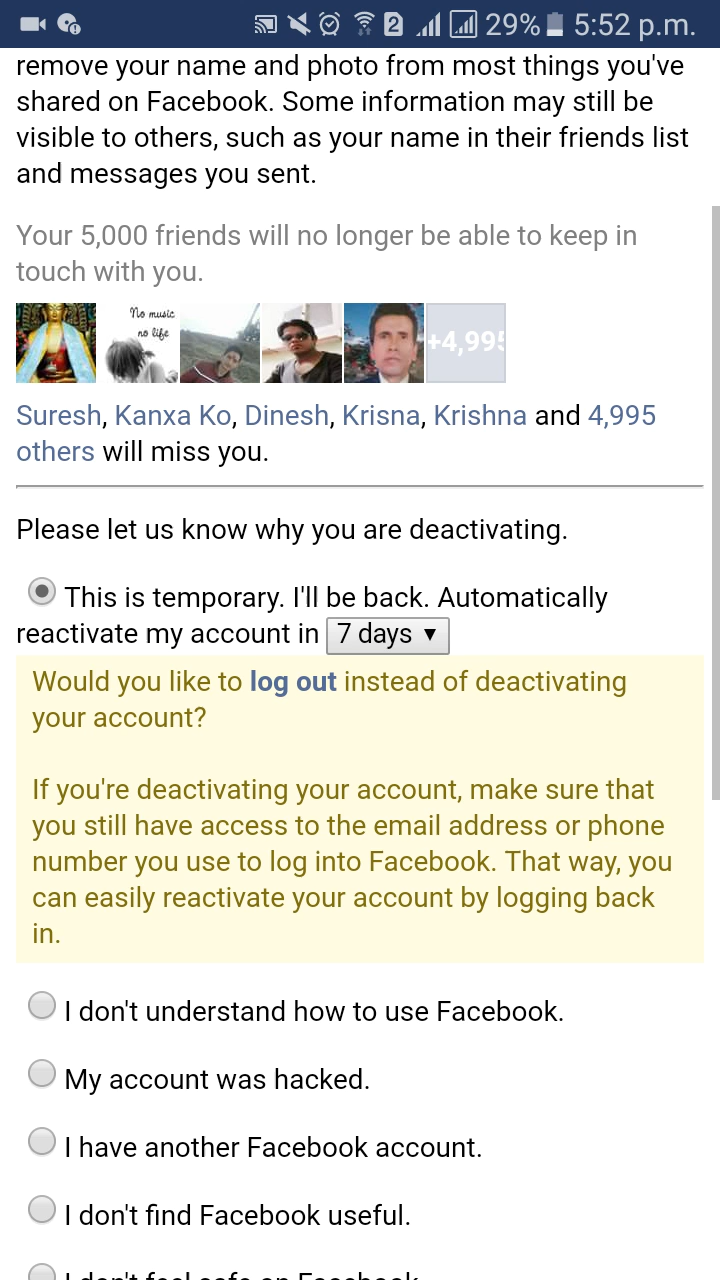 29% 5:52 p.m.
remove your name and photo from most things you've
shared on Facebook. Some information may still be
visible to others, such as your name in their friends list
and messages you sent.
Your 5,000 friends will no longer be able to keep in
touch with you.
No music
no life
+4,995
Suresh, Kanxa Ko, Dinesh, Krisna, Krishna and 4,995
others will miss you.
Please let us know why you are deactivating.
This is temporary. I'll be back. Automatically
reactivate my account in 7 days ▼
Would you like to log out instead of deactivating
your account?
If you're deactivating your account, make sure that
you still have access to the email address or phone
number you use to log into Facebook. That way, you
can easily reactivate your account by logging back
in.
I don't understand how to use Facebook.
My account was hacked.
I have another Facebook account.
I don't find Facebook useful.
I don't feel safe on Facebook